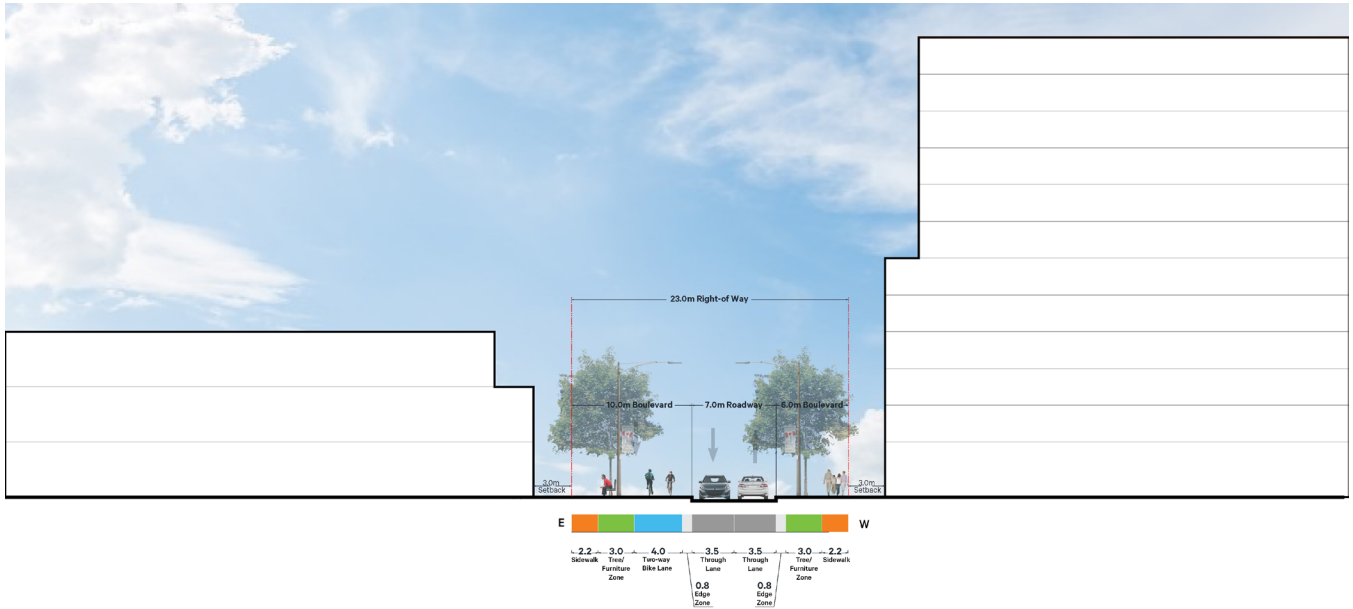 23.0m Right-of Way
10.0m Boulevard
7.0m Roadway
6.0m Boulevard
3.0m
Setback
3.0m
Setback
E
W
2.2
Sidewalk
3.0
Tree/
Furniture
Zone
4.0
Two-way
Bike Lane
0.8
Edge
Zone
3.5
Through
Lane
3.5
Through
Lane
0.8
Edge
Zone
3.0
Tree/
Furniture
Zone
2.2
Sidewalk